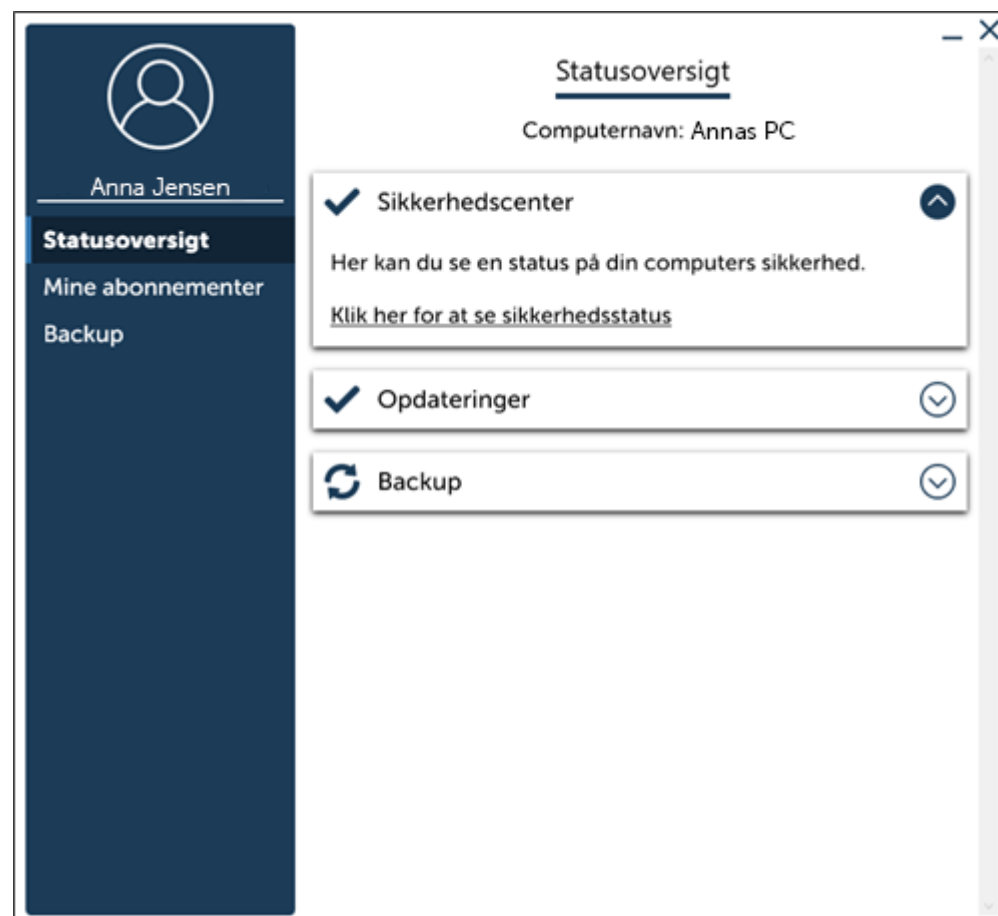 Anna Jensen
Statusoversigt
Mine abonnementer
Backup
Statusoversigt
Computernavn: Annas PC
Sikkerhedscenter
Her kan du se en status på din computers sikkerhed.
Klik her for at se sikkerhedsstatus
Opdateringer
Backup